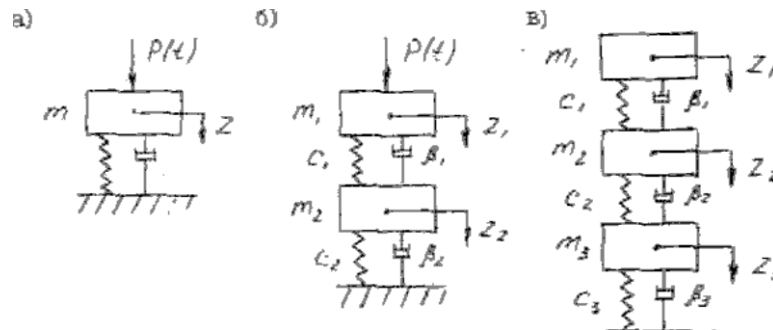 а) б) в)
P(t) P(t)
m z
m₁ z₁
c₁ β₁
m₂ z₂
c₂ β₂
m₁ z₁
c₁ β₁
m₂ z₂
c₂ β₂
m₃ z₃
c₃ β₃